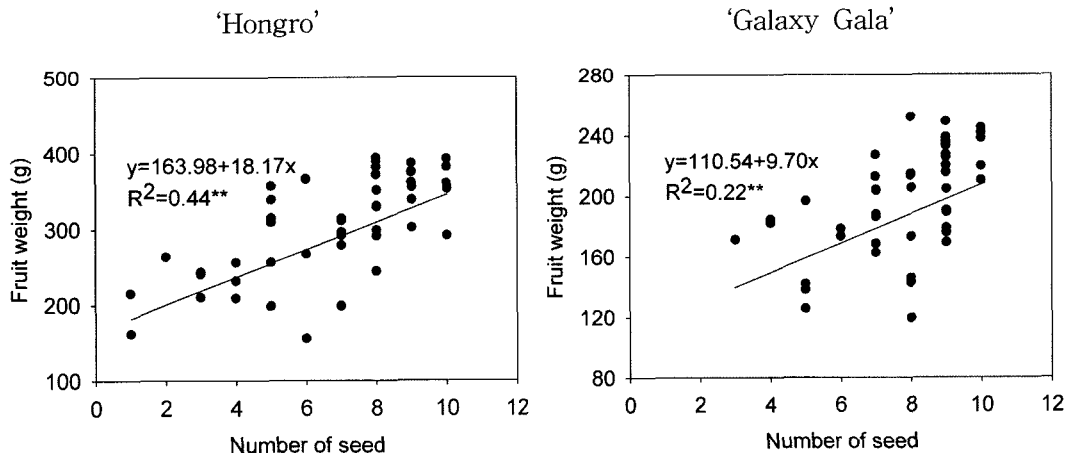 'Hongro'
500
400
300
200
100
Fruit weight (g)
y=163.98+18.17x
R²=0.44**
0 2 4 6 8 10 12
Number of seed
'Galaxy Gala'
280
240
200
160
120
80
Fruit weight (g)
y=110.54+9.70x
R²=0.22**
0 2 4 6 8 10 12
Number of seed